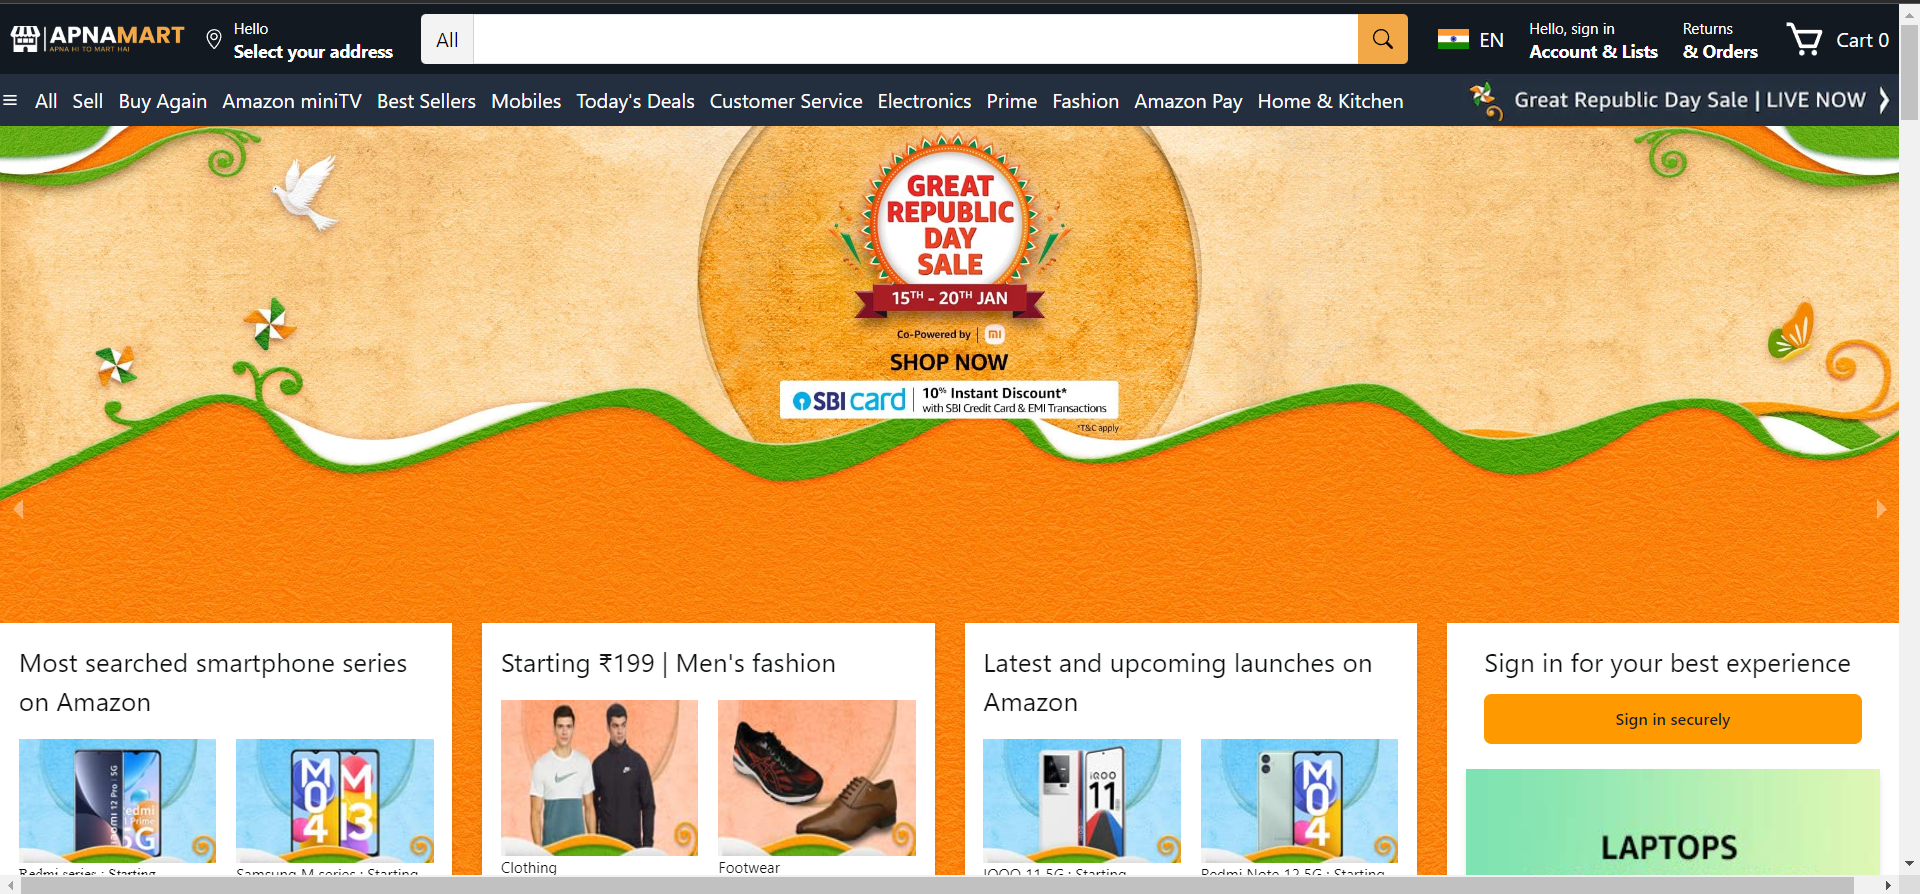 APNAMART
APNA HI TO MART HAI
Hello
Select your address
All
EN
Hello, sign in
Account & Lists
Returns
& Orders
Cart 0
All Sell Buy Again Amazon miniTV Best Sellers Mobiles Today's Deals Customer Service Electronics Prime Fashion Amazon Pay Home & Kitchen
Great Republic Day Sale | LIVE NOW
GREAT
REPUBLIC
DAY
SALE
15TH - 20TH JAN
Co-Powered by | mi
SHOP NOW
SBI card
10% Instant Discount*
with SBI Credit Card & EMI Transactions
*T&C apply
Most searched smartphone series
on Amazon
Redmi series : Starting
Samsung M series : Starting
Starting ₹199 | Men's fashion
Clothing
Footwear
Latest and upcoming launches on
Amazon
iQOO
11
M04
IQOO 11 5G : Starting
Redmi Note 12 5G : Starting
Sign in for your best experience
Sign in securely
LAPTOPS